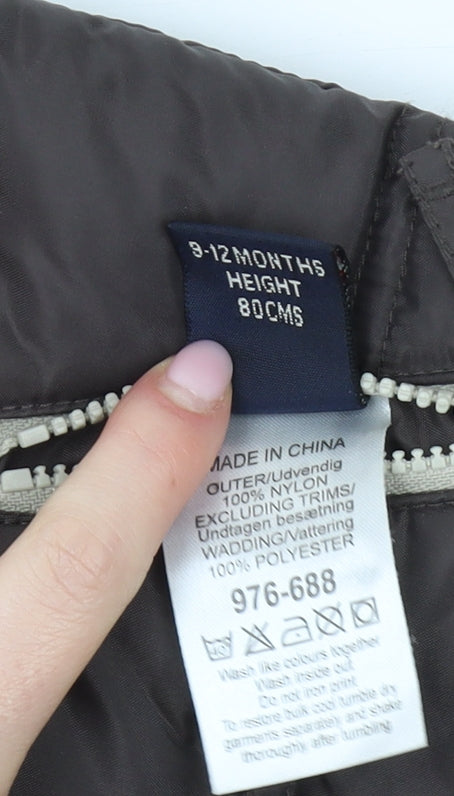 9-12 MONTHS
HEIGHT
80CMS
MADE IN CHINA
OUTER/Udvendig
100% NYLON
EXCLUDING TRIMS/
Undtagen besætning
WADDING/Vattering
100% POLYESTER
976-688
Wash like colours together
Wash inside out
Do not iron print
To restore bulk cool tumble dry
garments separately and shake
thoroughly after tumbling